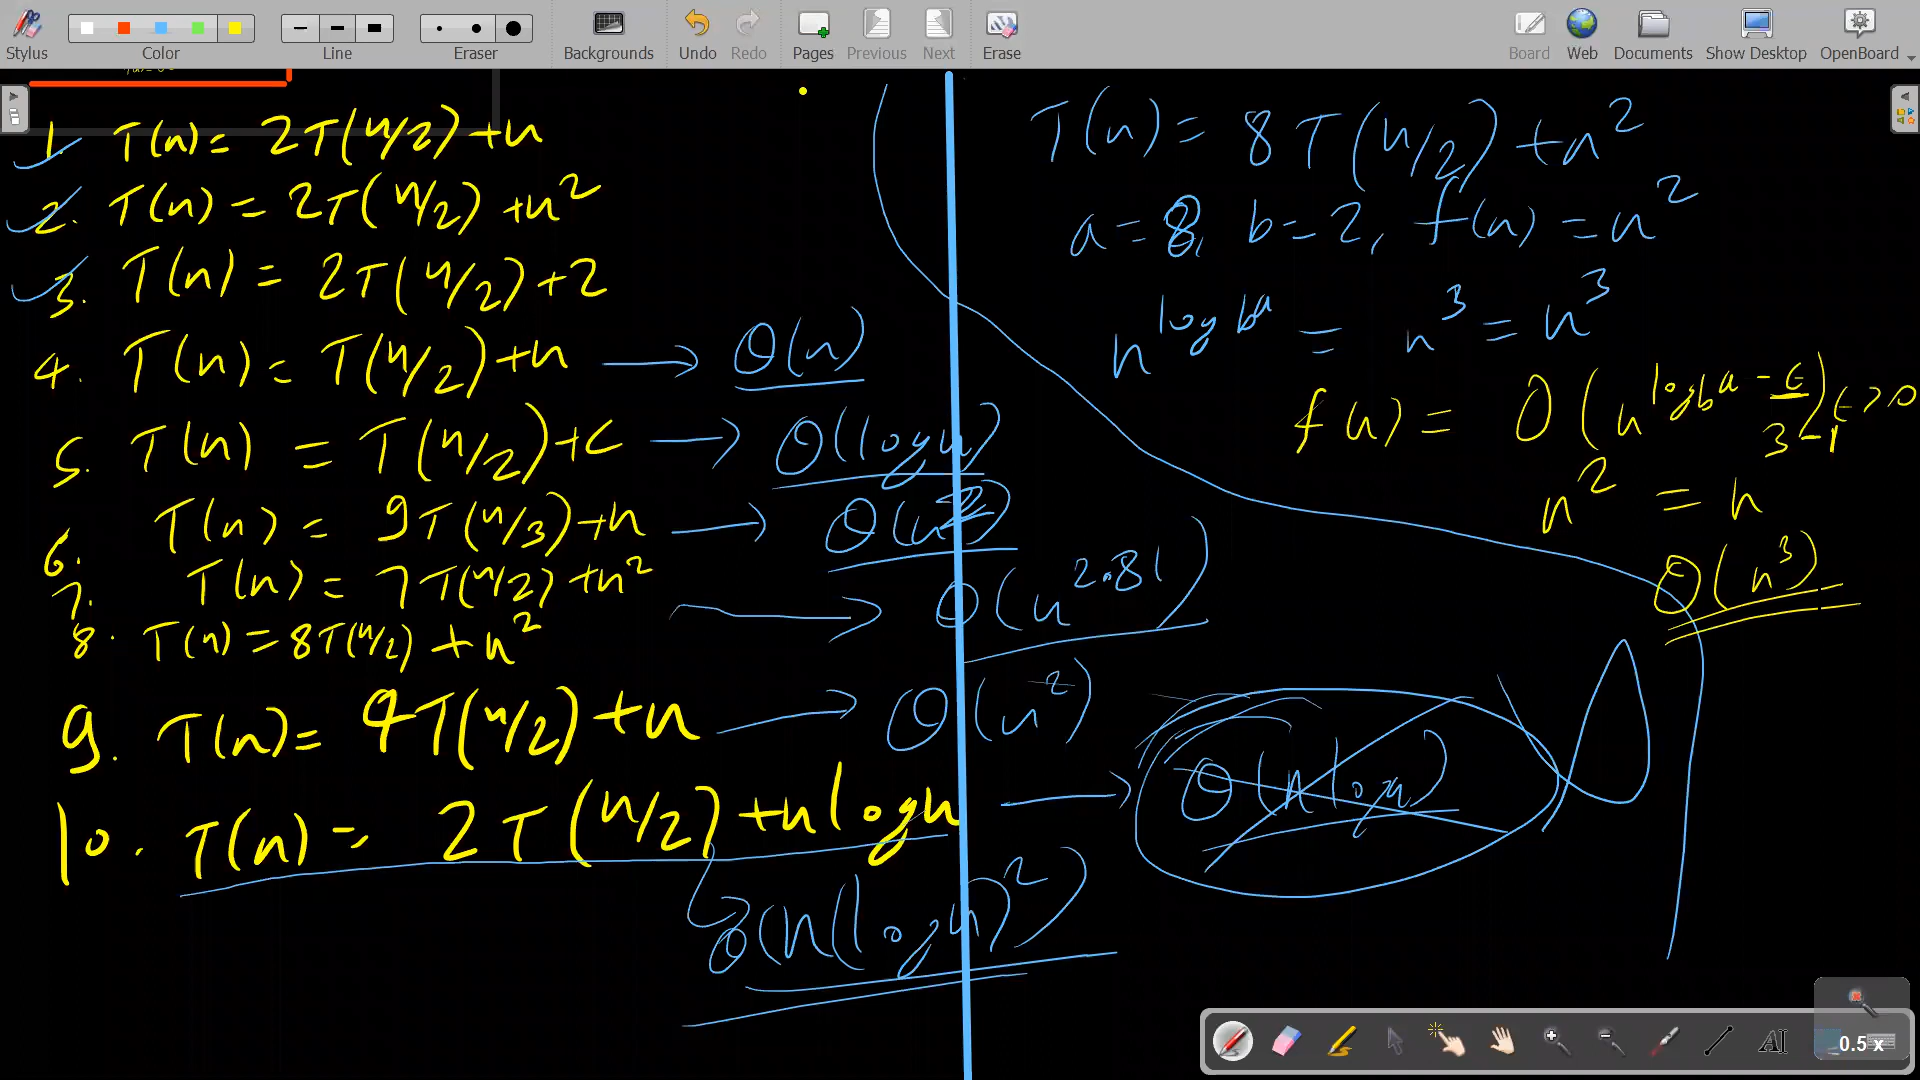 Stylus Color Line Eraser Backgrounds Undo Redo Pages Previous Next Erase Board Web Documents Show Desktop OpenBoard
1. T(n) = 2T(n/2) + n
2. T(n) = 2T(n/2) + n²
3. T(n) = 2T(n/2) + 2
4. T(n) = T(n/2) + n → Θ(n)
5. T(n) = T(n/2) + c → Θ(log n)
6. T(n) = 9T(n/3) + n → Θ(n²)
7. T(n) = 7T(n/2) + n² → Θ(n^2.81)
8. T(n) = 8T(n/2) + n²
9. T(n) = 4T(n/2) + n → Θ(n²)
10. T(n) = 2T(n/2) + n log n → Θ(n log n)
Θ(n(log n)²)
T(n) = 8T(n/2) + n²
a = 8, b = 2, f(n) = n²
n^log b a = n³ = n³
f(n) = O(n^log b a - ε) ε > 0
3 - 1
n² = n
Θ(n³)
0.5 x